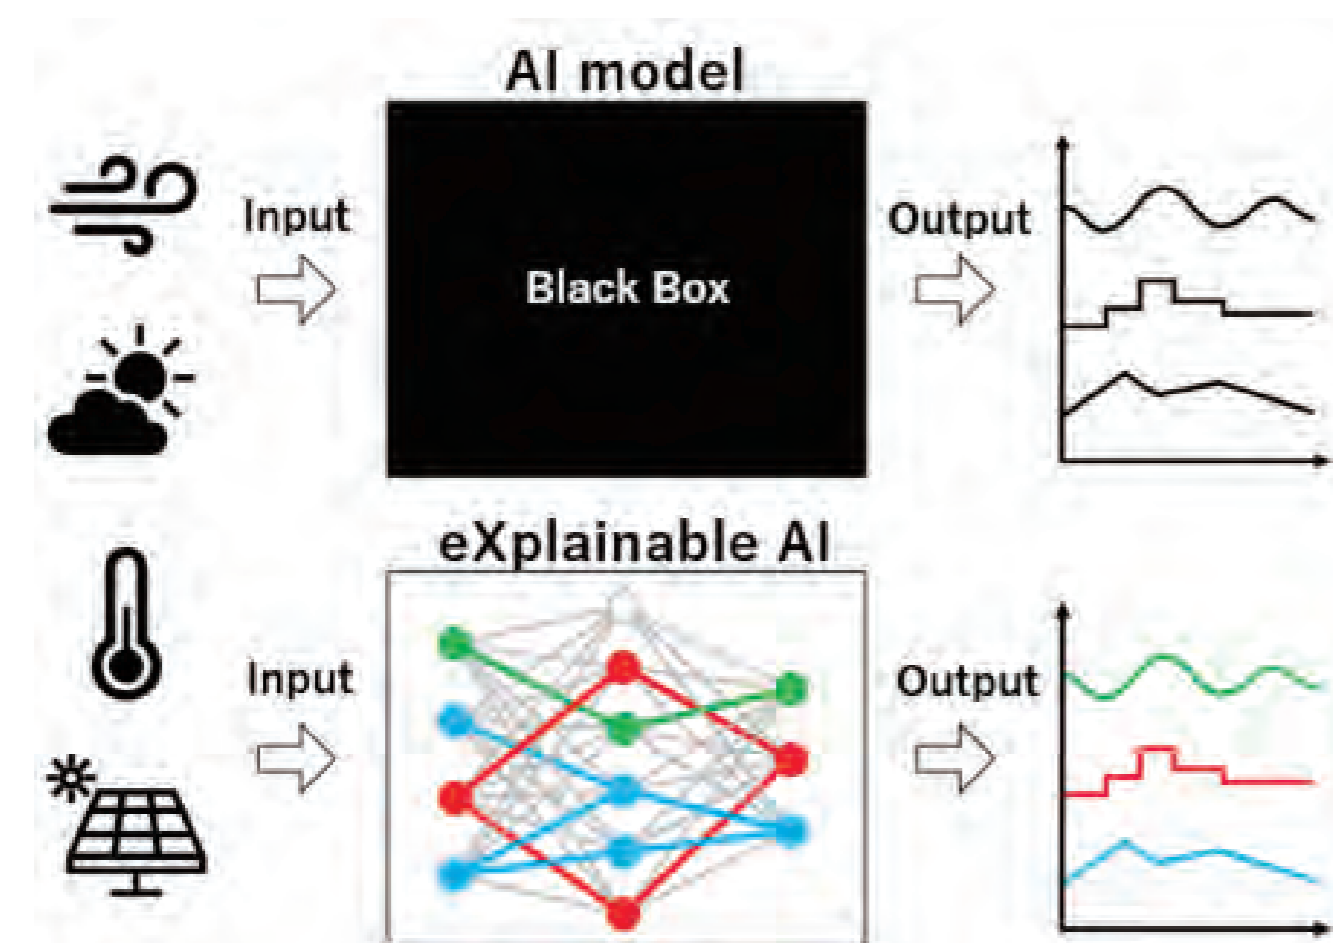 AI model
Input
Black Box
Output
eXplainable AI
Input
Output